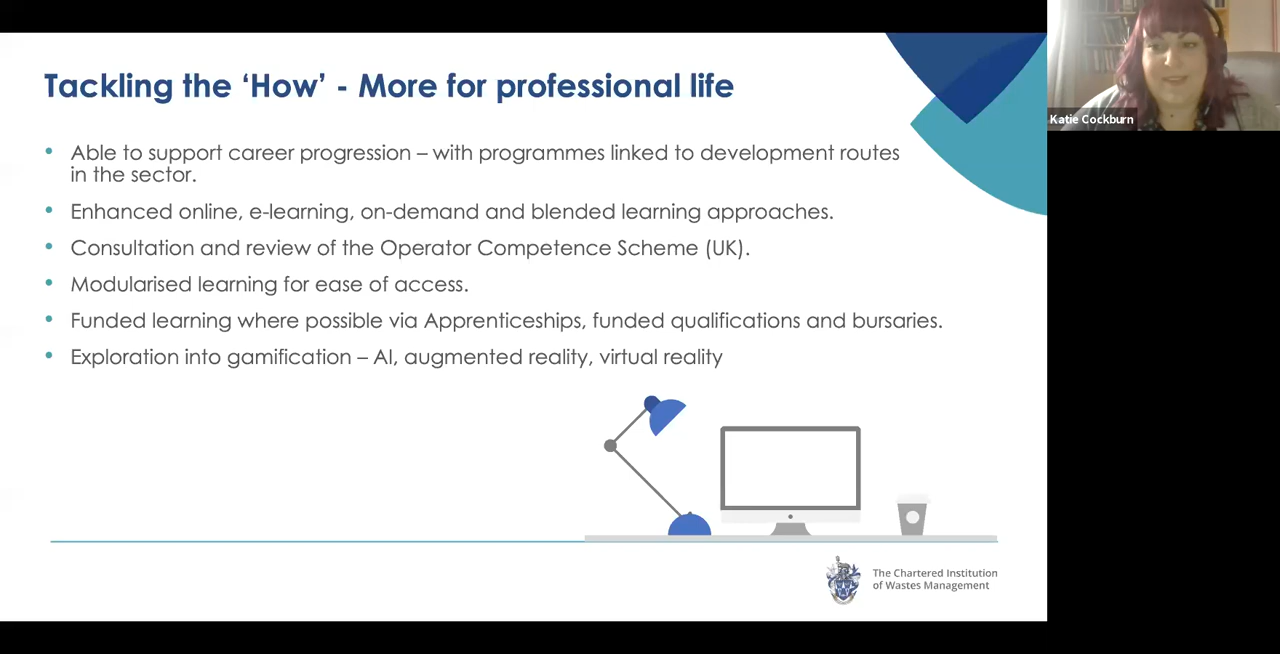 Tackling the ‘How’ - More for professional life
• Able to support career progression – with programmes linked to development routes
in the sector.
• Enhanced online, e-learning, on-demand and blended learning approaches.
• Consultation and review of the Operator Competence Scheme (UK).
• Modularised learning for ease of access.
• Funded learning where possible via Apprenticeships, funded qualifications and bursaries.
• Exploration into gamification – AI, augmented reality, virtual reality
The Chartered Institution
of Wastes Management
Katie Cockburn